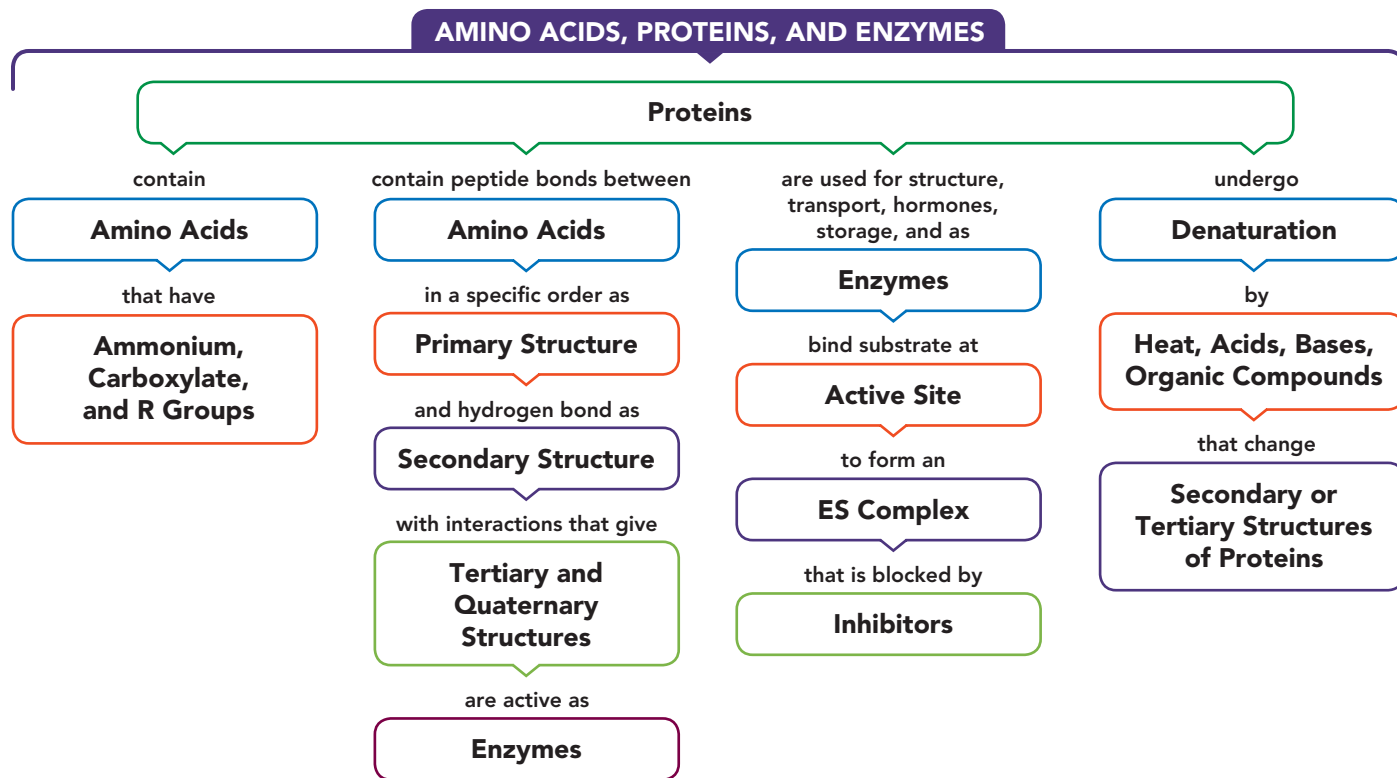 AMINO ACIDS, PROTEINS, AND ENZYMES
Proteins
contain
Amino Acids
that have
Ammonium,
Carboxylate,
and R Groups
contain peptide bonds between
Amino Acids
in a specific order as
Primary Structure
and hydrogen bond as
Secondary Structure
with interactions that give
Tertiary and
Quaternary
Structures
are active as
Enzymes
are used for structure,
transport, hormones,
storage, and as
Enzymes
bind substrate at
Active Site
to form an
ES Complex
that is blocked by
Inhibitors
undergo
Denaturation
by
Heat, Acids, Bases,
Organic Compounds
that change
Secondary or
Tertiary Structures
of Proteins